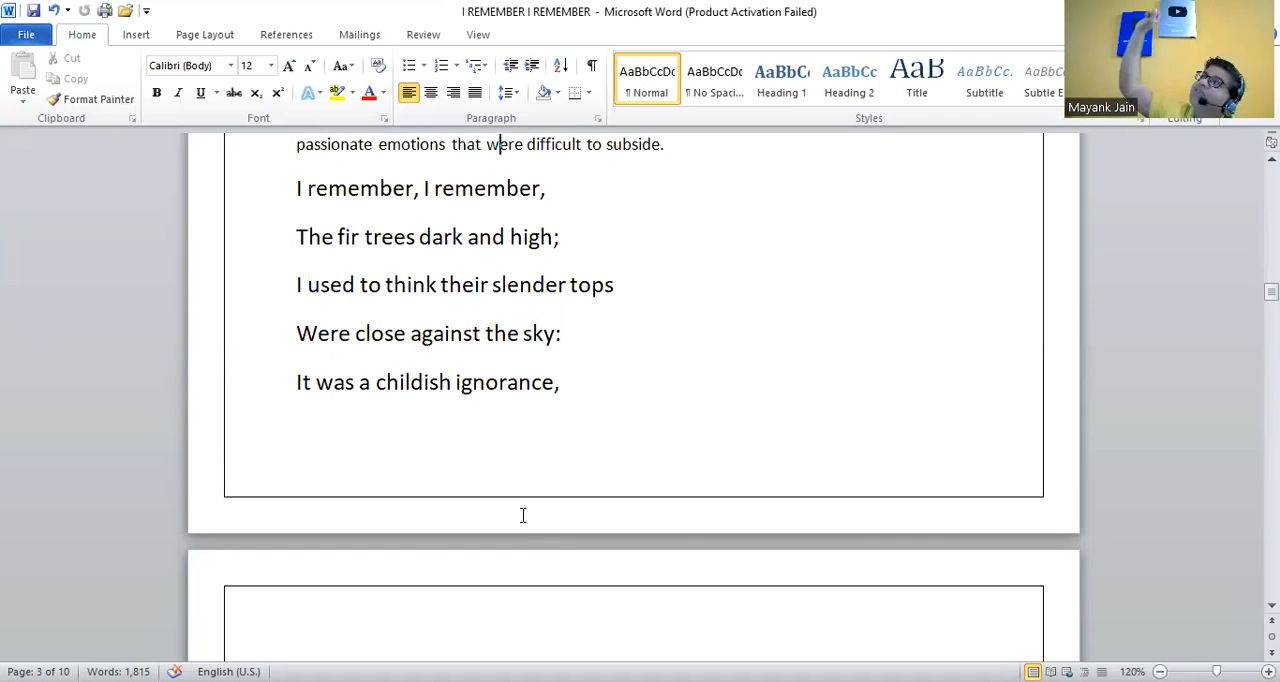 I REMEMBER I REMEMBER - Microsoft Word (Product Activation Failed)
File Home Insert Page Layout References Mailings Review View
Cut
Copy
Format Painter
Paste
Clipboard
Calibri (Body) 12
Font
Paragraph
AaBbCcDc AaBbCcDc AaBbCc AaBbCc AaB AaBbCcDc. AaBbCcD
¶ Normal ¶ No Spaci... Heading 1 Heading 2 Title Subtitle Subtle E
Styles
Editing
Mayank Jain
passionate emotions that were difficult to subside.
I remember, I remember,
The fir trees dark and high;
I used to think their slender tops
Were close against the sky:
It was a childish ignorance,
Page: 3 of 10 Words: 1,815 English (U.S.) 120%